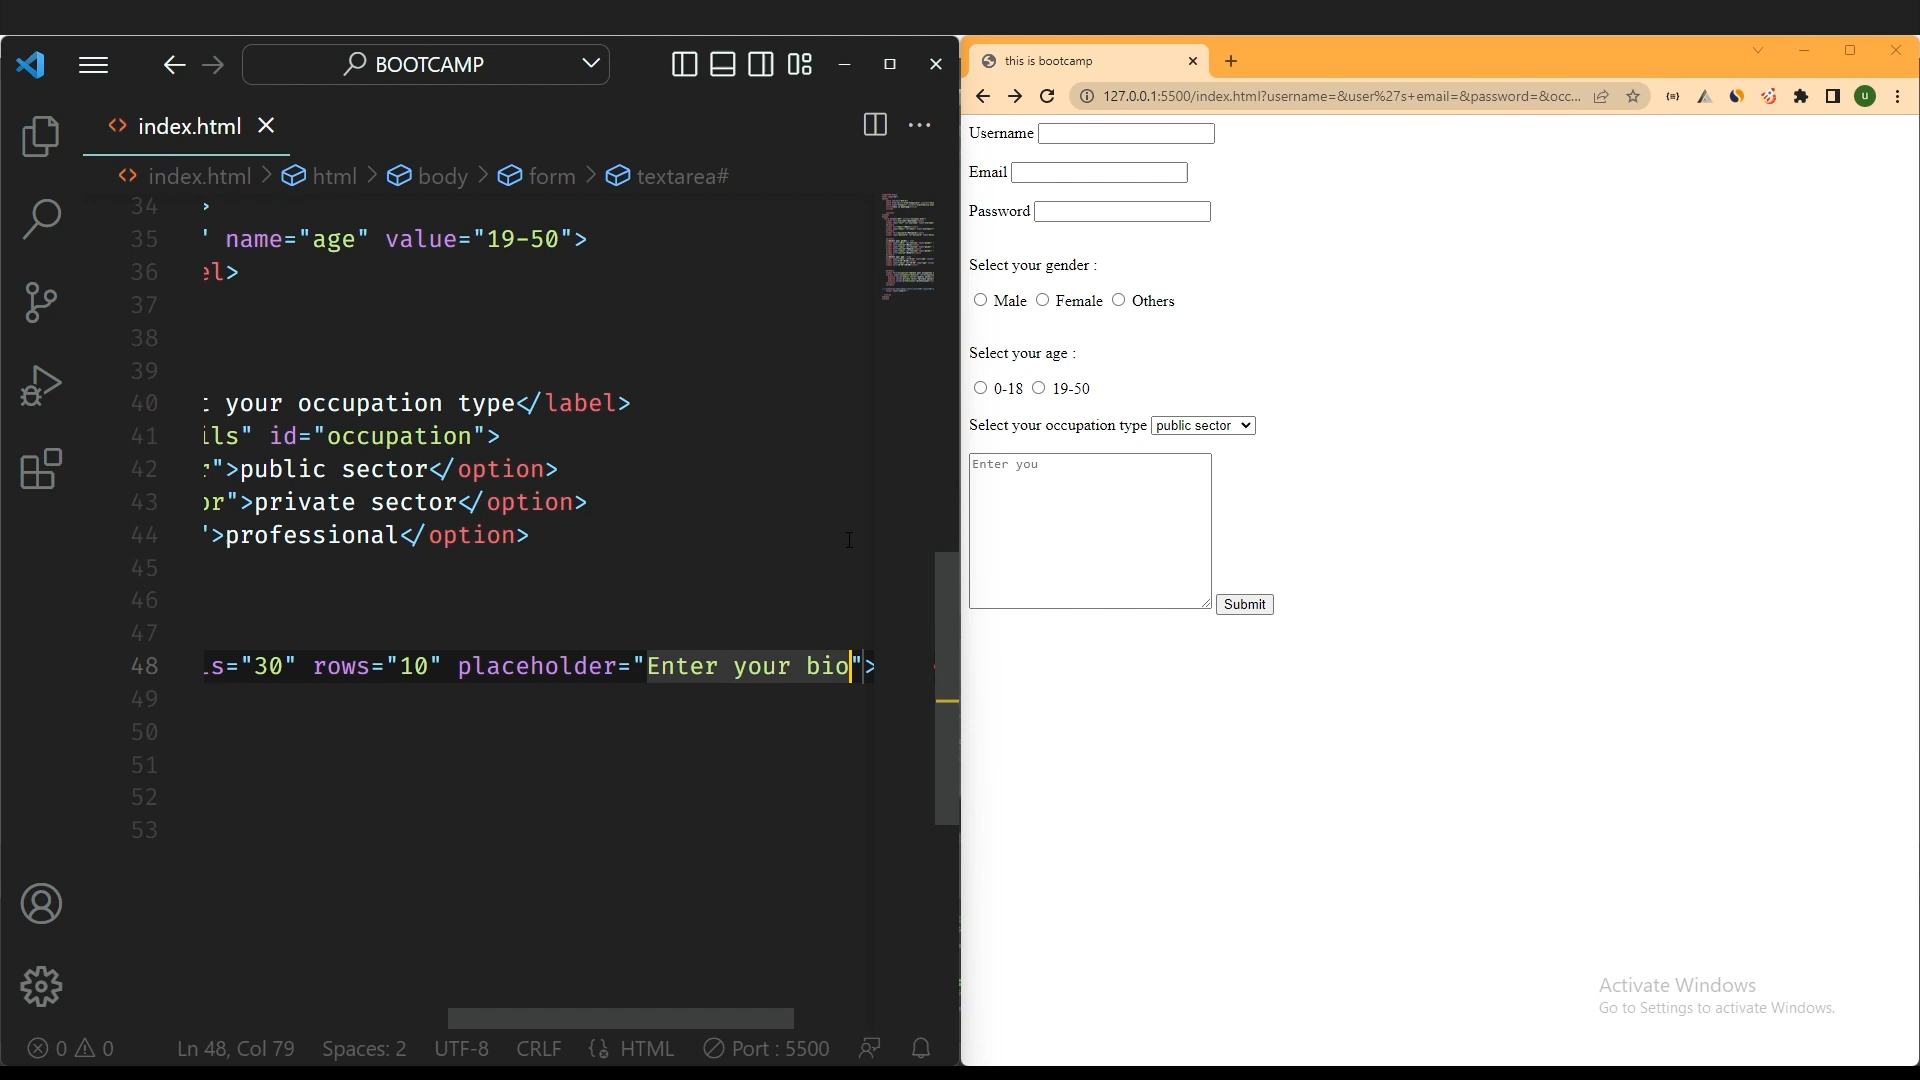 BOOTCAMP
index.html
index.html > html > body > form > textarea#
34 >
35 ' name="age" value="19-50">
36 el>
37
38
39
40 t your occupation type</label>
41 ils" id="occupation">
42 r">public sector</option>
43 or">private sector</option>
44 ">professional</option>
45
46
47
48 ls="30" rows="10" placeholder="Enter your bio">
49
50
51
52
53
0 0 Ln 48, Col 79 Spaces: 2 UTF-8 CRLF HTML Port : 5500
this is bootcamp
127.0.0.1:5500/index.html?username=&user%27s+email=&password=&occ...
U
Username
Email
Password
Select your gender :
Male Female Others
Select your age :
0-18 19-50
Select your occupation type public sector
Enter you
Submit
Activate Windows
Go to Settings to activate Windows.